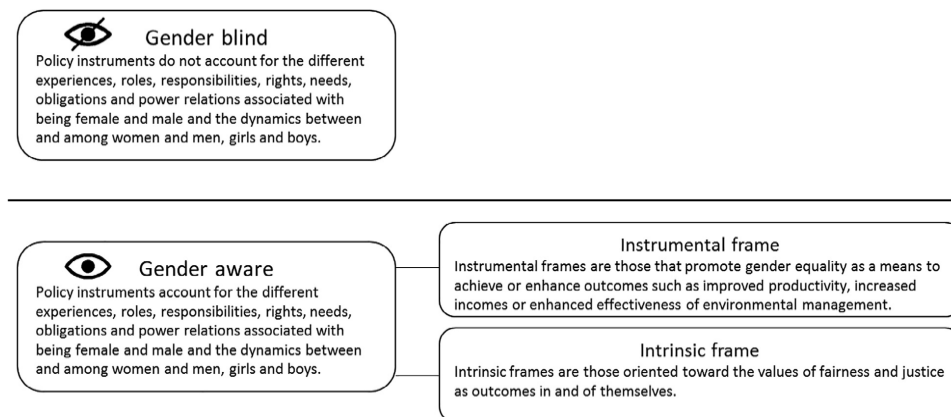 Gender blind
Policy instruments do not account for the different
experiences, roles, responsibilities, rights, needs,
obligations and power relations associated with
being female and male and the dynamics between
and among women and men, girls and boys.
Gender aware
Policy instruments account for the different
experiences, roles, responsibilities, rights, needs,
obligations and power relations associated with
being female and male and the dynamics between
and among women and men, girls and boys.
Instrumental frame
Instrumental frames are those that promote gender equality as a means to
achieve or enhance outcomes such as improved productivity, increased
incomes or enhanced effectiveness of environmental management.
Intrinsic frame
Intrinsic frames are those oriented toward the values of fairness and justice
as outcomes in and of themselves.